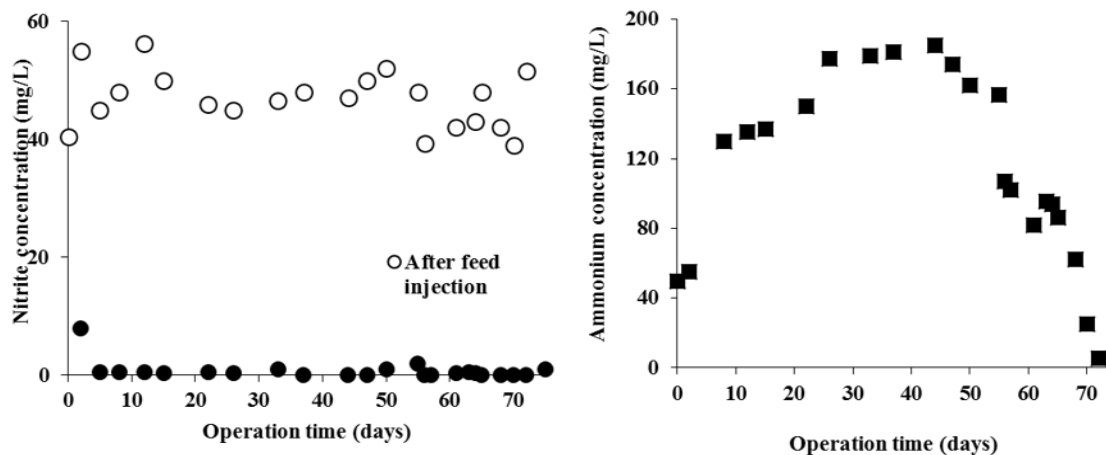 Nitrite concentration (mg/L)
60
40
20
0
After feed
injection
0 10 20 30 40 50 60 70
Operation time (days)
Ammonium concentration (mg/L)
200
160
120
80
40
0
0 10 20 30 40 50 60 70
Operation time (days)